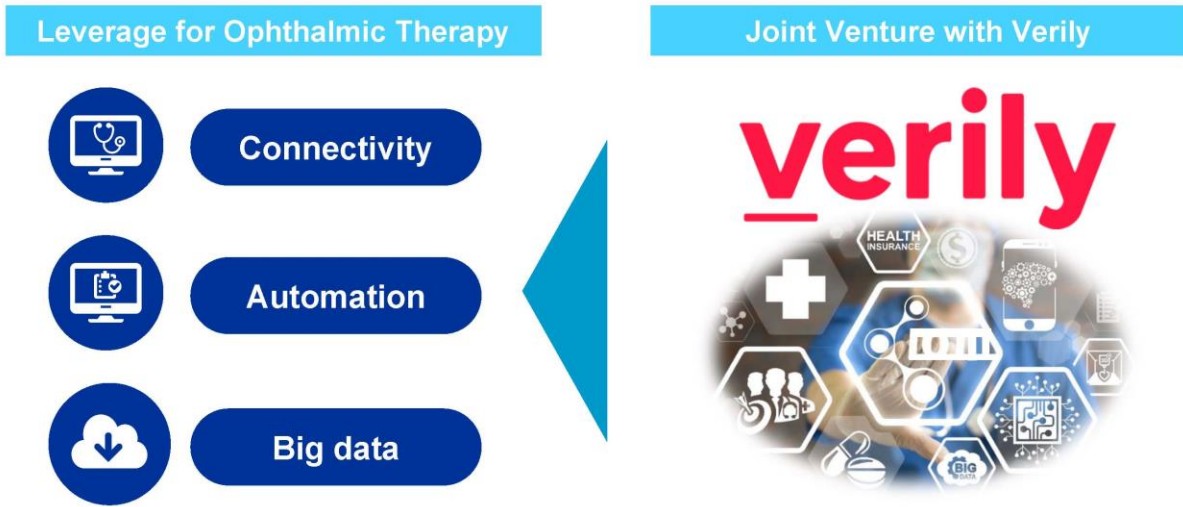 Leverage for Ophthalmic Therapy
Connectivity
Automation
Big data
Joint Venture with Verily
verily
HEALTH
INSURANCE
$
BIG
DATA